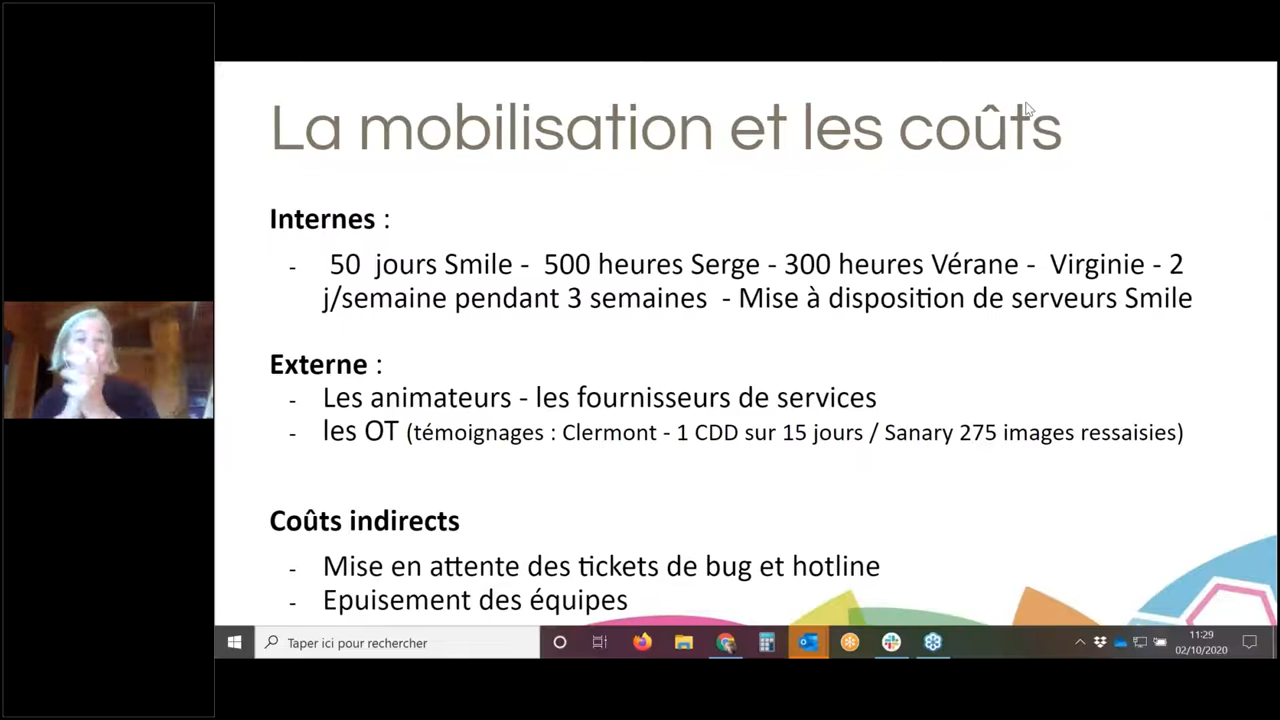 La mobilisation et les coûts
Internes :
- 50 jours Smile - 500 heures Serge - 300 heures Vérane - Virginie - 2
j/semaine pendant 3 semaines - Mise à disposition de serveurs Smile
Externe :
- Les animateurs - les fournisseurs de services
- les OT (témoignages : Clermont - 1 CDD sur 15 jours / Sanary 275 images ressaisies)
Coûts indirects
- Mise en attente des tickets de bug et hotline
- Epuisement des équipes
Taper ici pour rechercher
11:29
02/10/2020